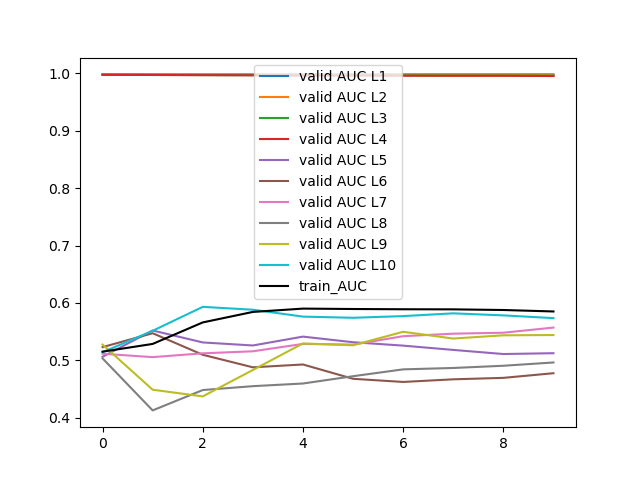 1.0
0.9
0.8
0.7
0.6
0.5
0.4
0 2 4 6 8
valid AUC L1
valid AUC L2
valid AUC L3
valid AUC L4
valid AUC L5
valid AUC L6
valid AUC L7
valid AUC L8
valid AUC L9
valid AUC L10
train_AUC